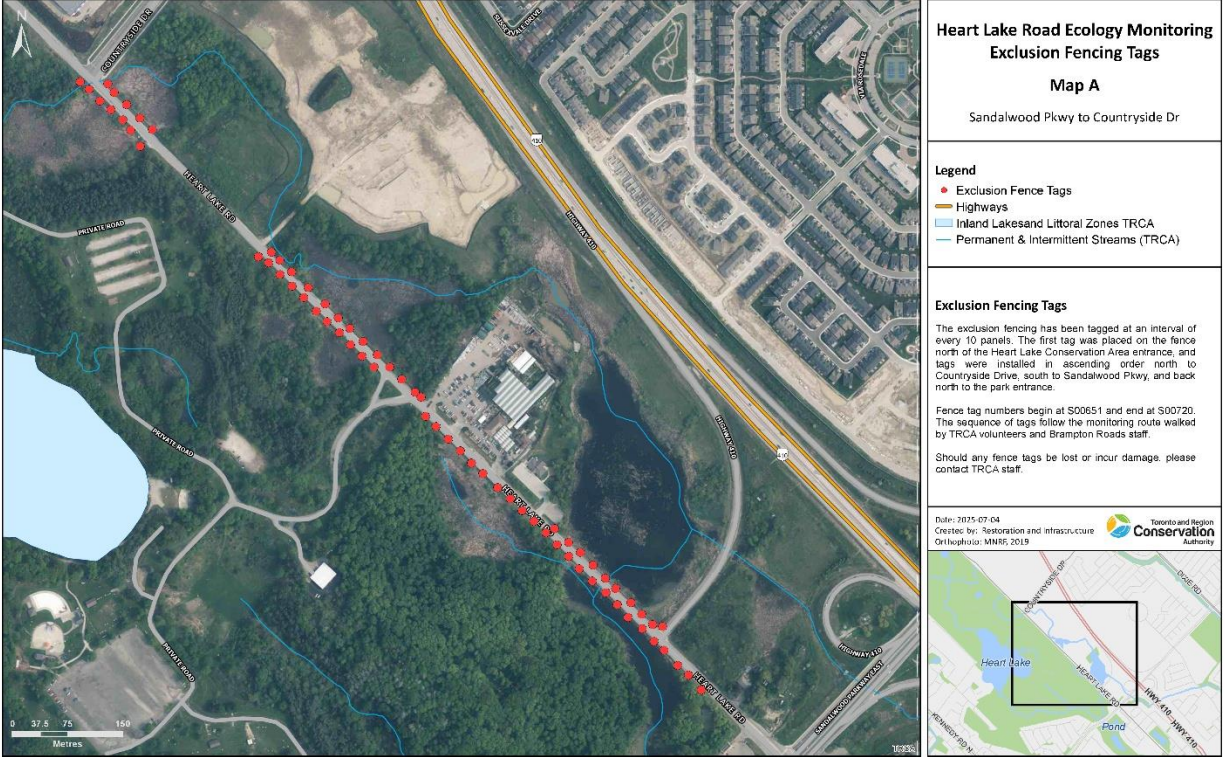 Heart Lake Road Ecology Monitoring
Exclusion Fencing Tags
Map A
Sandalwood Pkwy to Countryside Dr
Legend
Exclusion Fence Tags
Highways
Inland Lakesand Littoral Zones TRCA
Permanent & Intermittent Streams (TRCA)
Exclusion Fencing Tags
The exclusion fencing has been tagged at an interval of
every 10 panels. The first tag was placed on the fence
north of the Heart Lake Conservation Area entrance, and
tags were installed in ascending order north to
Countryside Drive, south to Sandalwood Pkwy, and back
north to the park entrance.
Fence tag numbers begin at S00651 and end at S00720.
The sequence of tags follow the monitoring route walked
by TRCA volunteers and Brampton Roads staff.
Should any fence tags be lost or incur damage, please
contact TRCA staff.
Date: 2025-07-04
Created by: Restoration and Infrastructure
Orthophoto: MNRF, 2019
Toronto and Region
Conservation
Authority
COUNTRYSIDE DR
DIXIE RD
Heart Lake
HEART LAKE RD
HWY 410
HWY 410
KENNEDY RD N
Pond
N
COUNTRYSIDE DR
SUSSEXVALE DRIVE
VIA ROSEDALE
410
HEART LAKE RD
PRIVATE ROAD
HIGHWAY 410
HIGHWAY 410
410
PRIVATE ROAD
HEART LAKE RD
PRIVATE ROAD
HIGHWAY 410
HEART LAKE RD
SANDALWOOD PARKWAY EAST
0 37.5 75 150
Metres
TRCA